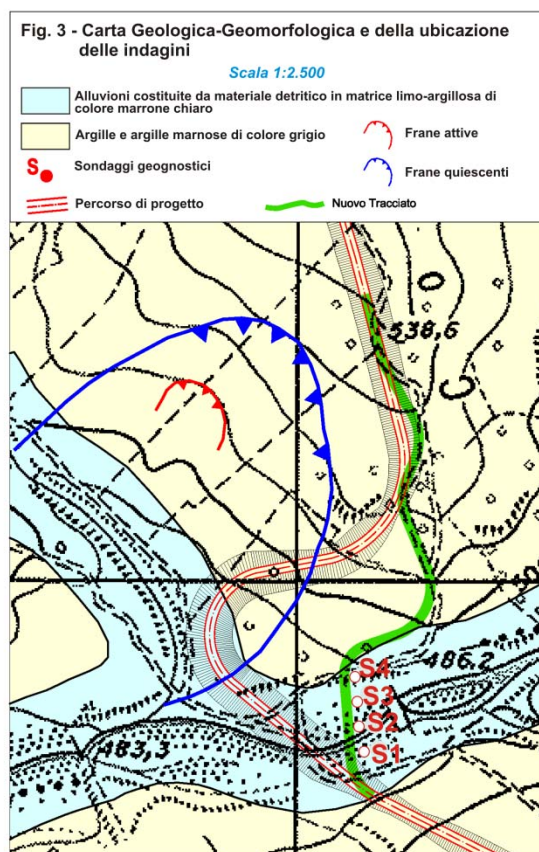 Fig. 3 - Carta Geologica-Geomorfologica e della ubicazione
delle indagini
Scala 1:2.500
Alluvioni costituite da materiale detritico in matrice limo-argillosa di
colore marrone chiaro
Argille e argille marnose di colore grigio
Frane attive
S
Sondaggi geognostici
Frane quiescenti
Percorso di progetto
Nuovo Tracciato
538,6
O
C
S4
486.2
S3
S2
483,3
S1